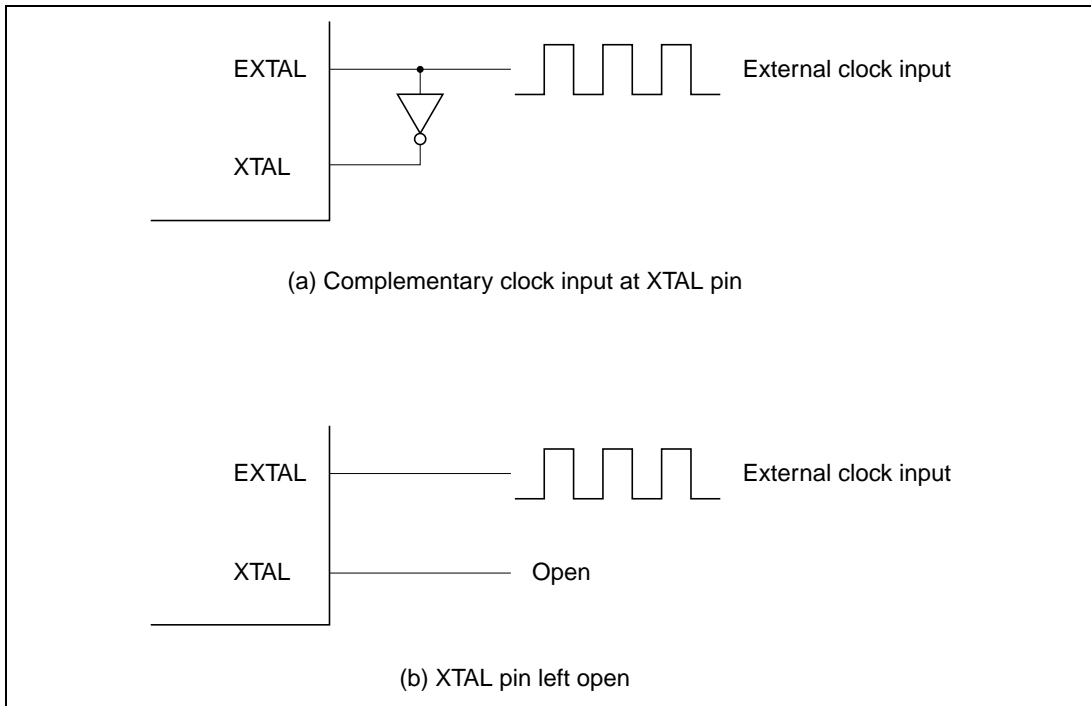 EXTAL
External clock input
XTAL
(a) Complementary clock input at XTAL pin
EXTAL
External clock input
XTAL
Open
(b) XTAL pin left open